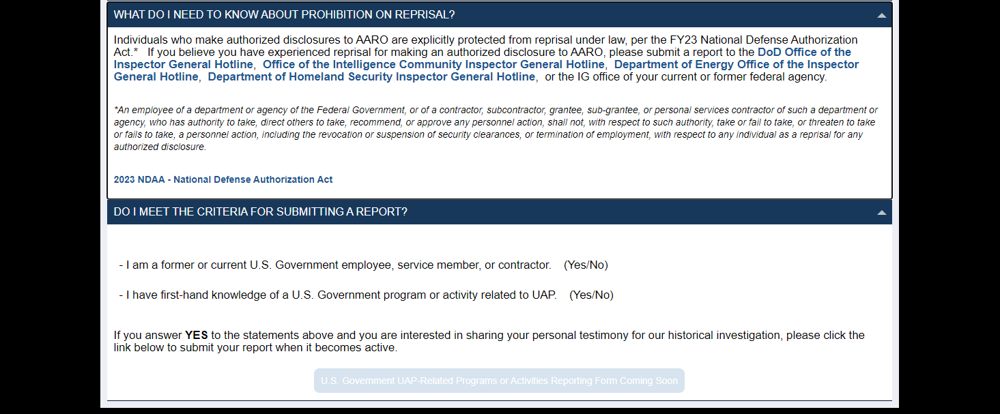 WHAT DO I NEED TO KNOW ABOUT PROHIBITION ON REPRISAL?
Individuals who make authorized disclosures to AARO are explicitly protected from reprisal under law, per the FY23 National Defense Authorization
Act.* If you believe you have experienced reprisal for making an authorized disclosure to AARO, please submit a report to the DoD Office of the
Inspector General Hotline, Office of the Intelligence Community Inspector General Hotline, Department of Energy Office of the Inspector
General Hotline, Department of Homeland Security Inspector General Hotline, or the IG office of your current or former federal agency.
*An employee of a department or agency of the Federal Government, or of a contractor, subcontractor, grantee, sub-grantee, or personal services contractor of such a department or
agency, who has authority to take, direct others to take, recommend, or approve any personnel action, shall not, with respect to such authority, take or fail to take, or threaten to take
or fails to take, a personnel action, including the revocation or suspension of security clearances, or termination of employment, with respect to any individual as a reprisal for any
authorized disclosure.
2023 NDAA - National Defense Authorization Act
DO I MEET THE CRITERIA FOR SUBMITTING A REPORT?
- I am a former or current U.S. Government employee, service member, or contractor. (Yes/No)
- I have first-hand knowledge of a U.S. Government program or activity related to UAP. (Yes/No)
If you answer YES to the statements above and you are interested in sharing your personal testimony for our historical investigation, please click the
link below to submit your report when it becomes active.
U.S. Government UAP-Related Programs or Activities Reporting Form Coming Soon